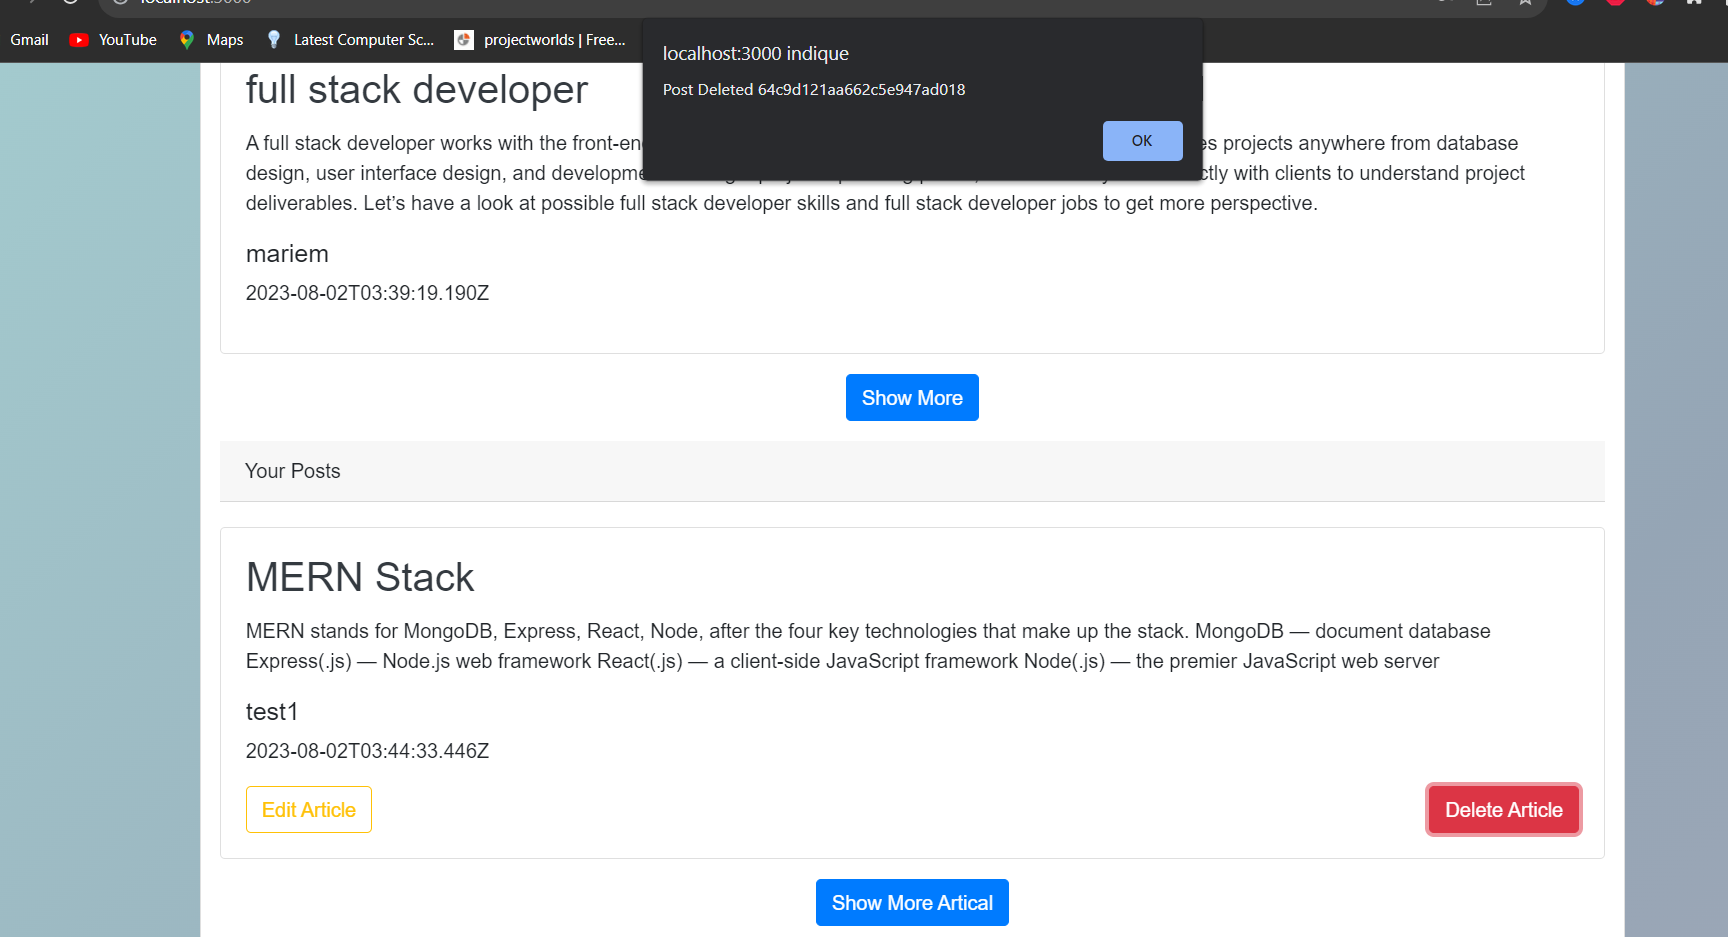 localhost:3000
Gmail YouTube Maps Latest Computer Sc... projectworlds | Free...
localhost:3000 indique
Post Deleted 64c9d121aa662c5e947ad018
OK
full stack developer
A full stack developer works with the front-en projects anywhere from database
design, user interface design, and developme with clients to understand project
deliverables. Let’s have a look at possible full stack developer skills and full stack developer jobs to get more perspective.
mariem
2023-08-02T03:39:19.190Z
Show More
Your Posts
MERN Stack
MERN stands for MongoDB, Express, React, Node, after the four key technologies that make up the stack. MongoDB — document database
Express(.js) — Node.js web framework React(.js) — a client-side JavaScript framework Node(.js) — the premier JavaScript web server
test1
2023-08-02T03:44:33.446Z
Edit Article
Delete Article
Show More Artical